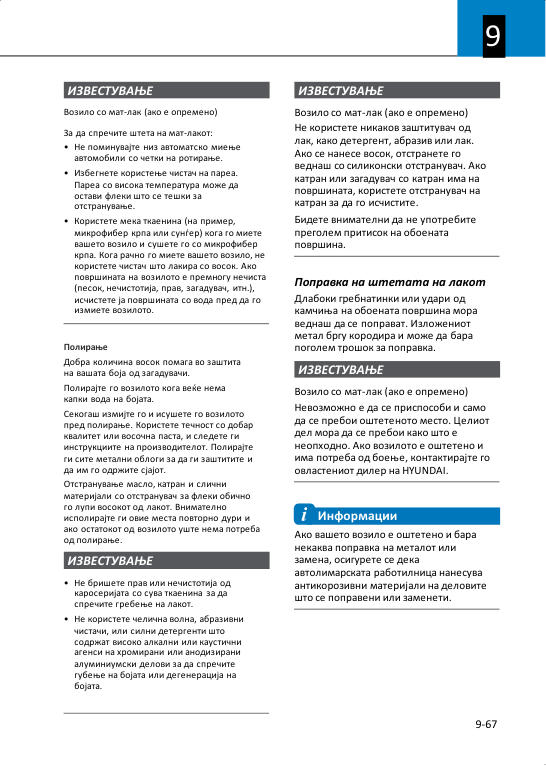 9
ИЗВЕСТУВАЊЕ
Возило со мат-лак (ако е опремено)
За да спречите штета на мат-лакот:
• Не поминувајте низ автоматско миење
автомобили со четки на ротирање.
• Избегнете користење чистач на пареа.
Пареа со висока температура може да
остави флеки што се тешки за
отстранување.
• Користете мека ткаенина (на пример,
микрофибер крпа или сунѓер) кога го миете
вашето возило и сушете го со микрофибер
крпа. Кога рачно го миете вашето возило, не
користете чистач што лакира со восок. Ако
површината на возилото е премногу нечиста
(песок, нечистотија, прав, загадувач, итн.),
исчистете ја површината со вода пред да го
измиете возилото.
Полирање
Добра количина восок помага во заштита
на вашата боја од загадувачи.
Полирајте го возилото кога веќе нема
капки вода на бојата.
Секогаш измијте го и исушете го возилото
пред полирање. Користете течност со добар
квалитет или восочна паста, и следете ги
инструкциите на производителот. Полирајте
ги сите метални облоги за да ги заштитите и
да им го одржите сјајот.
Отстранување масло, катран и слични
материјали со отстранувач за флеки обично
го лупи восокот од лакот. Внимателно
исполирајте ги овие места повторно дури и
ако остатокот од возилото уште нема потреба
од полирање.
ИЗВЕСТУВАЊЕ
• Не бришете прав или нечистотија од
каросеријата со сува ткаенина за да
спречите гребење на лакот.
• Не користете челична волна, абразивни
чистачи, или силни детергенти што
содржат високо алкални или каустични
агенси на хромирани или анодизирани
алуминиумски делови за да спречите
губење на бојата или дегенерација на
бојата.
ИЗВЕСТУВАЊЕ
Возило со мат-лак (ако е опремено)
Не користете никаков заштитувач од
лак, како детергент, абразив или лак.
Ако се нанесе восок, отстранете го
веднаш со силиконски отстранувач. Ако
катран или загадувач со катран има на
површината, користете отстранувач на
катран за да го исчистите.
Бидете внимателни да не употребите
преголем притисок на обоената
површина.
Поправка на штетата на лакот
Длабоки гребнатинки или удари од
камчиња на обоената површина мора
веднаш да се поправат. Изложениот
метал бргу кородира и може да бара
поголем трошок за поправка.
ИЗВЕСТУВАЊЕ
Возило со мат-лак (ако е опремено)
Невозможно е да се приспособи и само
да се пребои оштетеното место. Целиот
дел мора да се пребои како што е
неопходно. Ако возилото е оштетено и
има потреба од боење, контактирајте го
овластениот дилер на HYUNDAI.
i Информации
Ако вашето возило е оштетено и бара
некаква поправка на металот или
замена, осигурете се дека
автолимарската работилница нанесува
антикорозивни материјали на деловите
што се поправени или заменети.
9-67